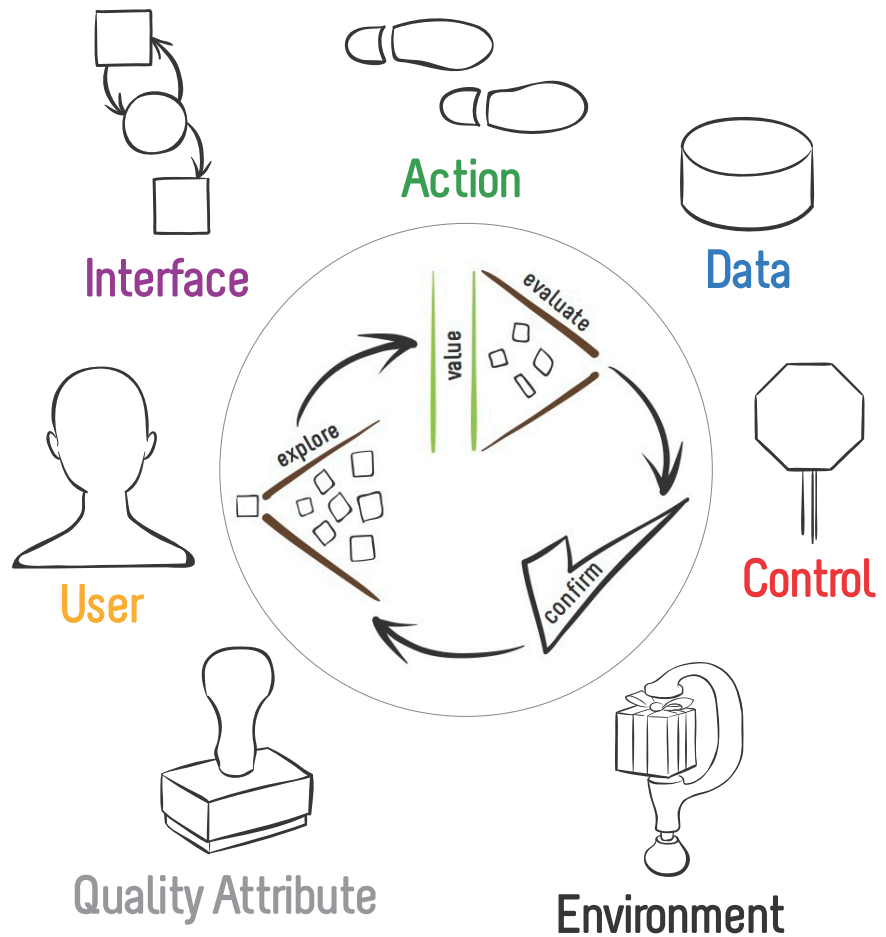 Action
Interface
Data
evaluate
value
explore
User
Control
confirm
Quality Attribute
Environment